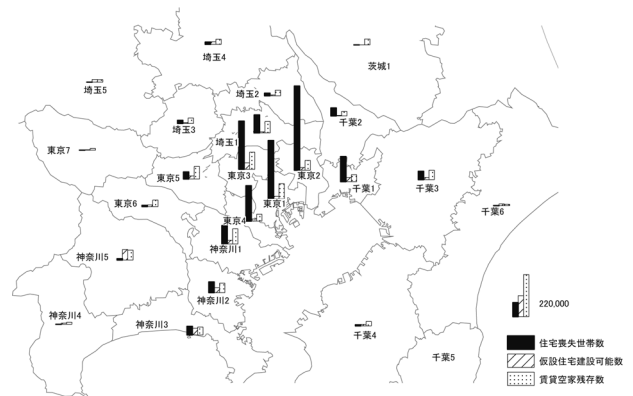 埼玉4
茨城1
埼玉5
埼玉2
埼玉3
千葉2
埼玉1
東京7
東京5
東京3
東京2
千葉1
千葉3
東京6
東京1
千葉6
東京4
神奈川1
神奈川5
神奈川2
220,000
神奈川4
神奈川3
千葉4
住宅喪失世帯数
仮設住宅建設可能数
千葉5
賃貸空家残存数